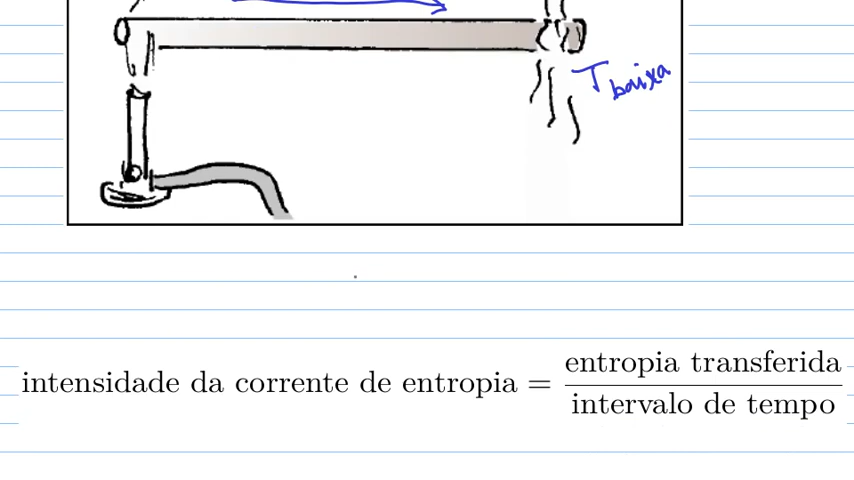 T baixa
intensidade da corrente de entropia = entropia transferida / intervalo de tempo